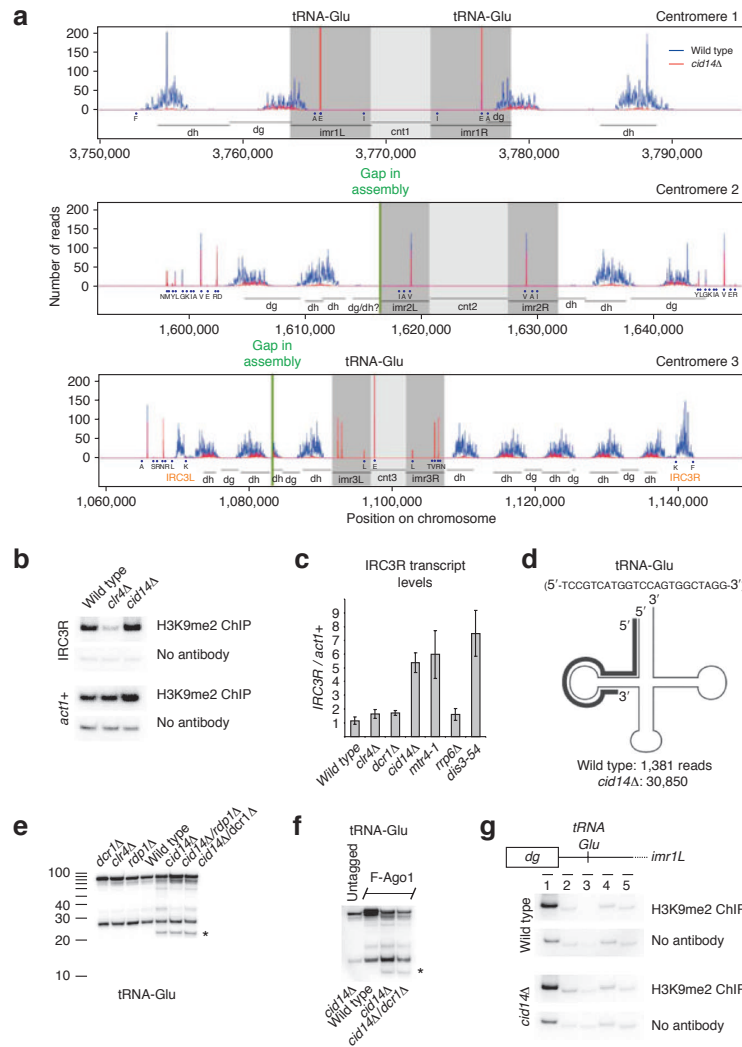 a
tRNA-Glu tRNA-Glu Centromere 1
200
150
100
50
0
Wild type
cid14Δ
F A E I I E A
dh dg imr1L cnt1 imr1R dg dh
3,750,000 3,760,000 3,770,000 3,780,000 3,790,000
Number of reads
Gap in
assembly
Centromere 2
200
150
100
50
0
NMYLGKIA V E RD I A V V A I YLGKIA V ER
dg dh dh dg/dh? imr2L cnt2 imr2R dh dh dg
1,600,000 1,610,000 1,620,000 1,630,000 1,640,000
Gap in
assembly
tRNA-Glu Centromere 3
200
150
100
50
0
A SRNRL K L E L TVRN K F
IRC3L dh dg dh dg dh dg dh imr3L cnt3 imr3R dh dg dh dg dh dg dh IRC3R
1,060,000 1,080,000 1,100,000 1,120,000 1,140,000
Position on chromosome
b
Wild type clr4Δ cid14Δ
IRC3R
H3K9me2 ChIP
No antibody
act1+
H3K9me2 ChIP
No antibody
c
IRC3R transcript
levels
IRC3R / act1+
9
8
7
6
5
4
3
2
1
Wild type clr4Δ dcr1Δ cid14Δ mtr4-1 rrp6Δ dis3-54
d
tRNA-Glu
(5′-TCCGTCATGGTCCAGTGGCTAGG-3′)
3′
5′
3′
Wild type: 1,381 reads
cid14Δ: 30,850
e
dcr1Δ clr4Δ rdp1Δ Wild type cid14Δ cid14Δ/rdp1Δ cid14Δ/dcr1Δ
100
40
30
20
10
*
tRNA-Glu
f
tRNA-Glu
Untagged
F-Ago1
*
cid14Δ Wild type cid14Δ cid14Δ/dcr1Δ
g
tRNA
Glu
dg imr1L
1 2 3 4 5
Wild type
H3K9me2 ChIP
No antibody
cid14Δ
H3K9me2 ChIP
No antibody